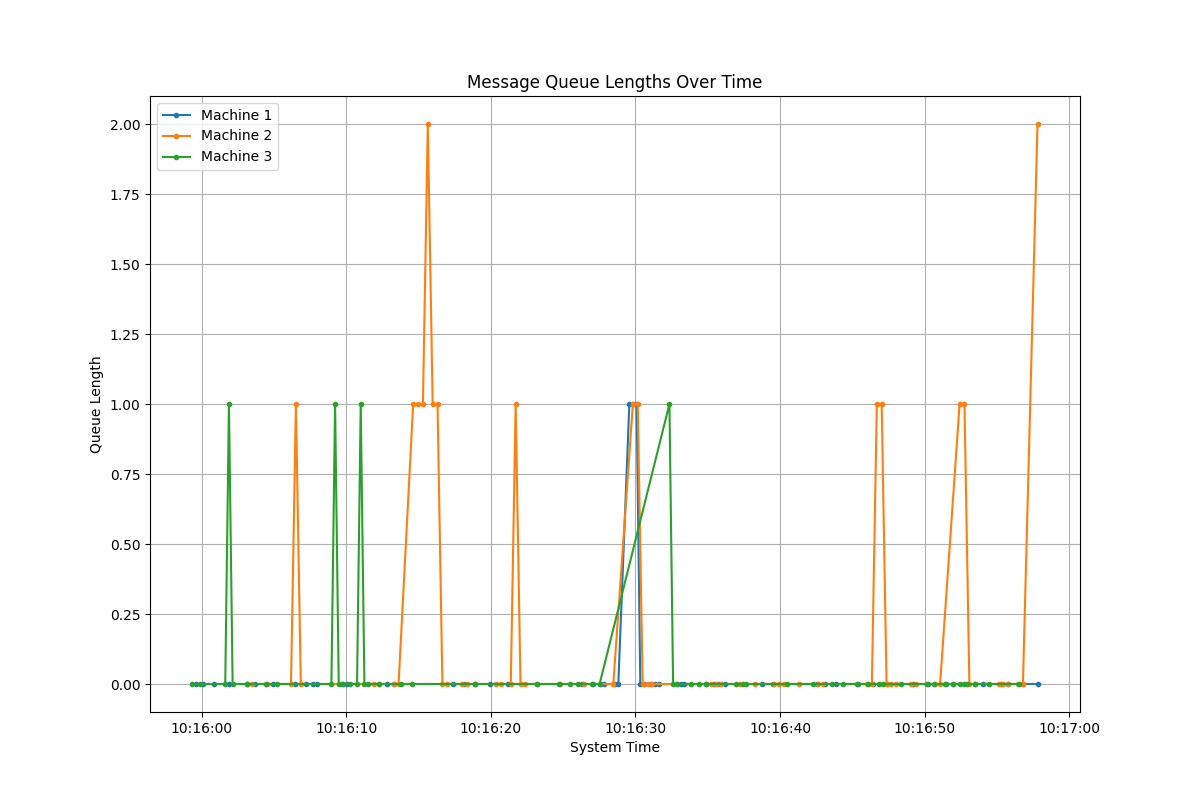 Message Queue Lengths Over Time
Machine 1
Machine 2
Machine 3
2.00
1.75
1.50
1.25
1.00
0.75
0.50
0.25
0.00
Queue Length
10:16:00 10:16:10 10:16:20 10:16:30 10:16:40 10:16:50 10:17:00
System Time